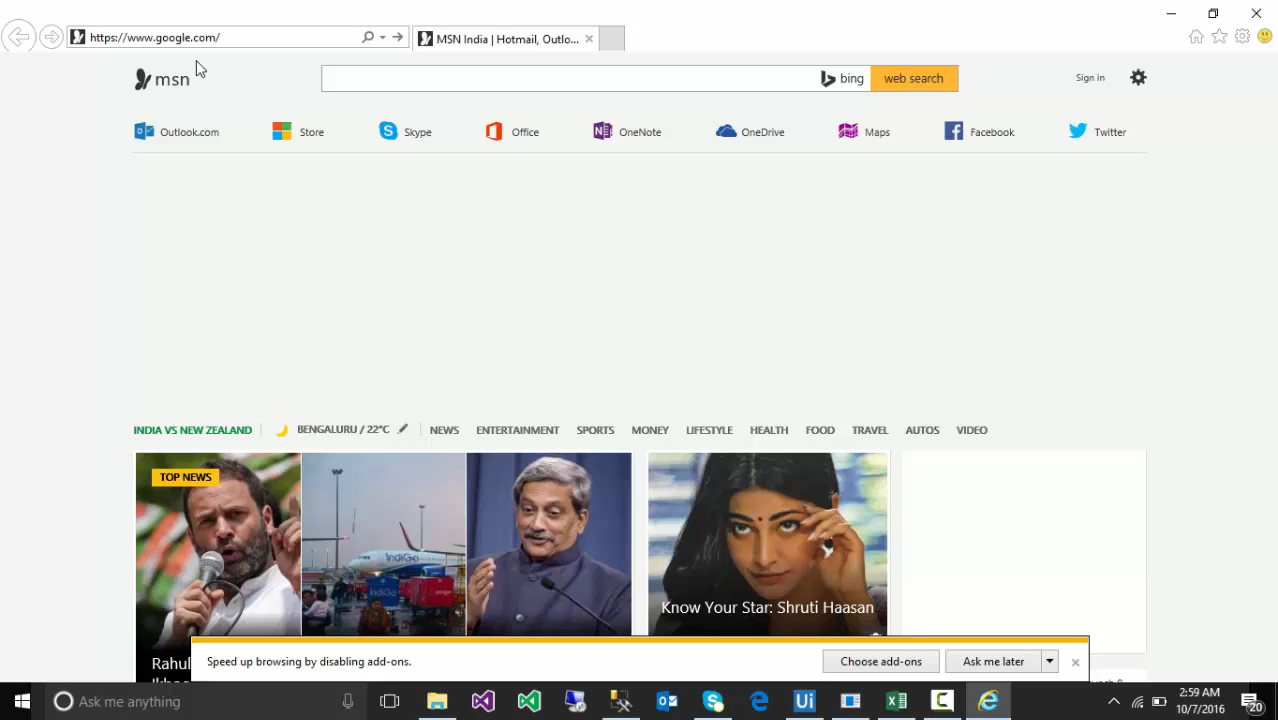 https://www.google.com/
MSN India | Hotmail, Outlo...
msn
bing
web search
Sign in
Outlook.com
Store
Skype
Office
OneNote
OneDrive
Maps
Facebook
Twitter
INDIA VS NEW ZEALAND
BENGALURU / 22°C
NEWS
ENTERTAINMENT
SPORTS
MONEY
LIFESTYLE
HEALTH
FOOD
TRAVEL
AUTOS
VIDEO
TOP NEWS
IndiGo
IndiGo
Know Your Star: Shruti Haasan
Rahul
Speed up browsing by disabling add-ons.
Choose add-ons
Ask me later
Ask me anything
Ui
2:59 AM
10/7/2016
20